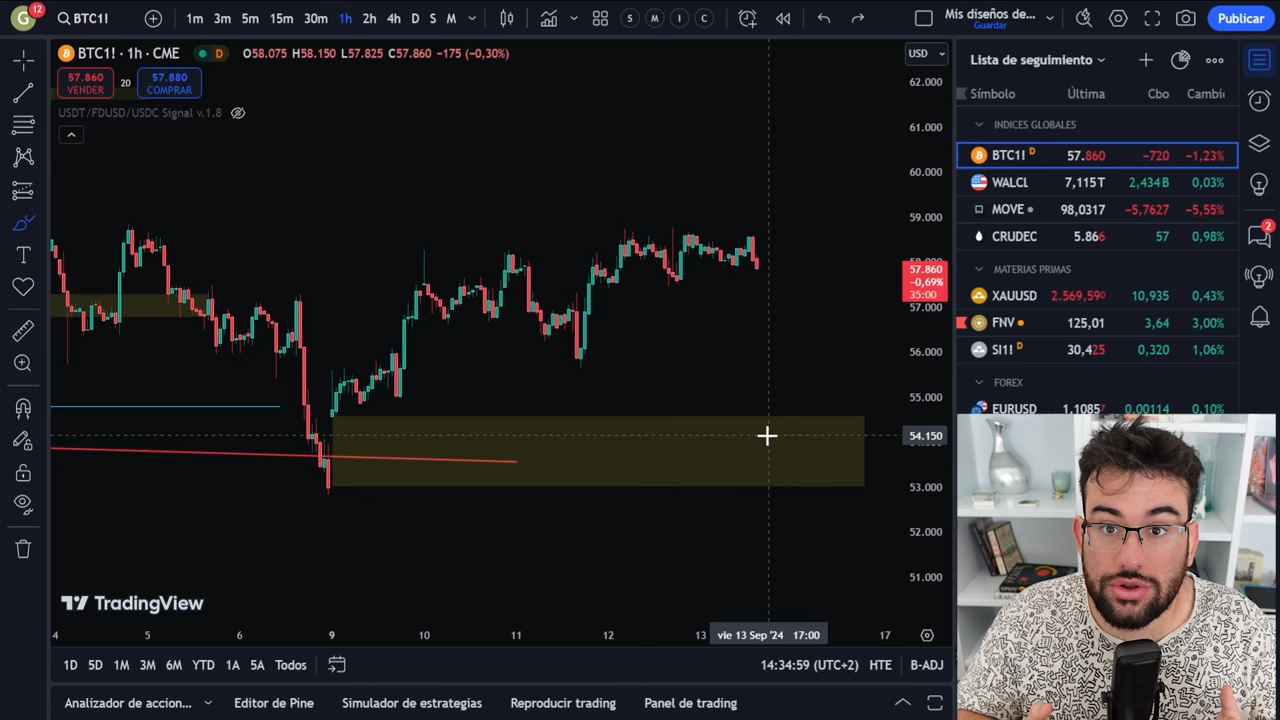 G 12 BTC1! 1m 3m 5m 15m 30m 1h 2h 4h D S M S M I C Mis diseños de... Guardar Publicar
BTC1! · 1h · CME D O58.075 H58.150 L57.825 C57.860 −175 (−0,30%) USD
57.860 VENDER 20 57.880 COMPRAR
USDT/FDUSD/USDC Signal v.1.8
62.000
61.000
60.000
59.000
57.860
−0,69%
35:00
57.000
56.000
55.000
54.150
53.000
52.000
51.000
TradingView
4 5 6 9 10 11 12 13 vie 13 Sep '24 17:00 17
1D 5D 1M 3M 6M YTD 1A 5A Todos 14:34:59 (UTC+2) HTE B-ADJ
Analizador de accion... Editor de Pine Simulador de estrategias Reproducir trading Panel de trading
Lista de seguimiento
Símbolo Última Cbo Cambi
INDICES GLOBALES
BTC1! D 57.860 −720 −1,23%
WALCL 7,115T 2,434B 0,03%
MOVE 98,0317 −5,7627 −5,55%
CRUDEC 5.866 57 0,98%
MATERIAS PRIMAS
XAUUSD 2.569,590 10,935 0,43%
FNV 125,01 3,64 3,00%
SI1! D 30,425 0,320 1,06%
FOREX
EURUSD 1,10857 0,00114 0,10%
2